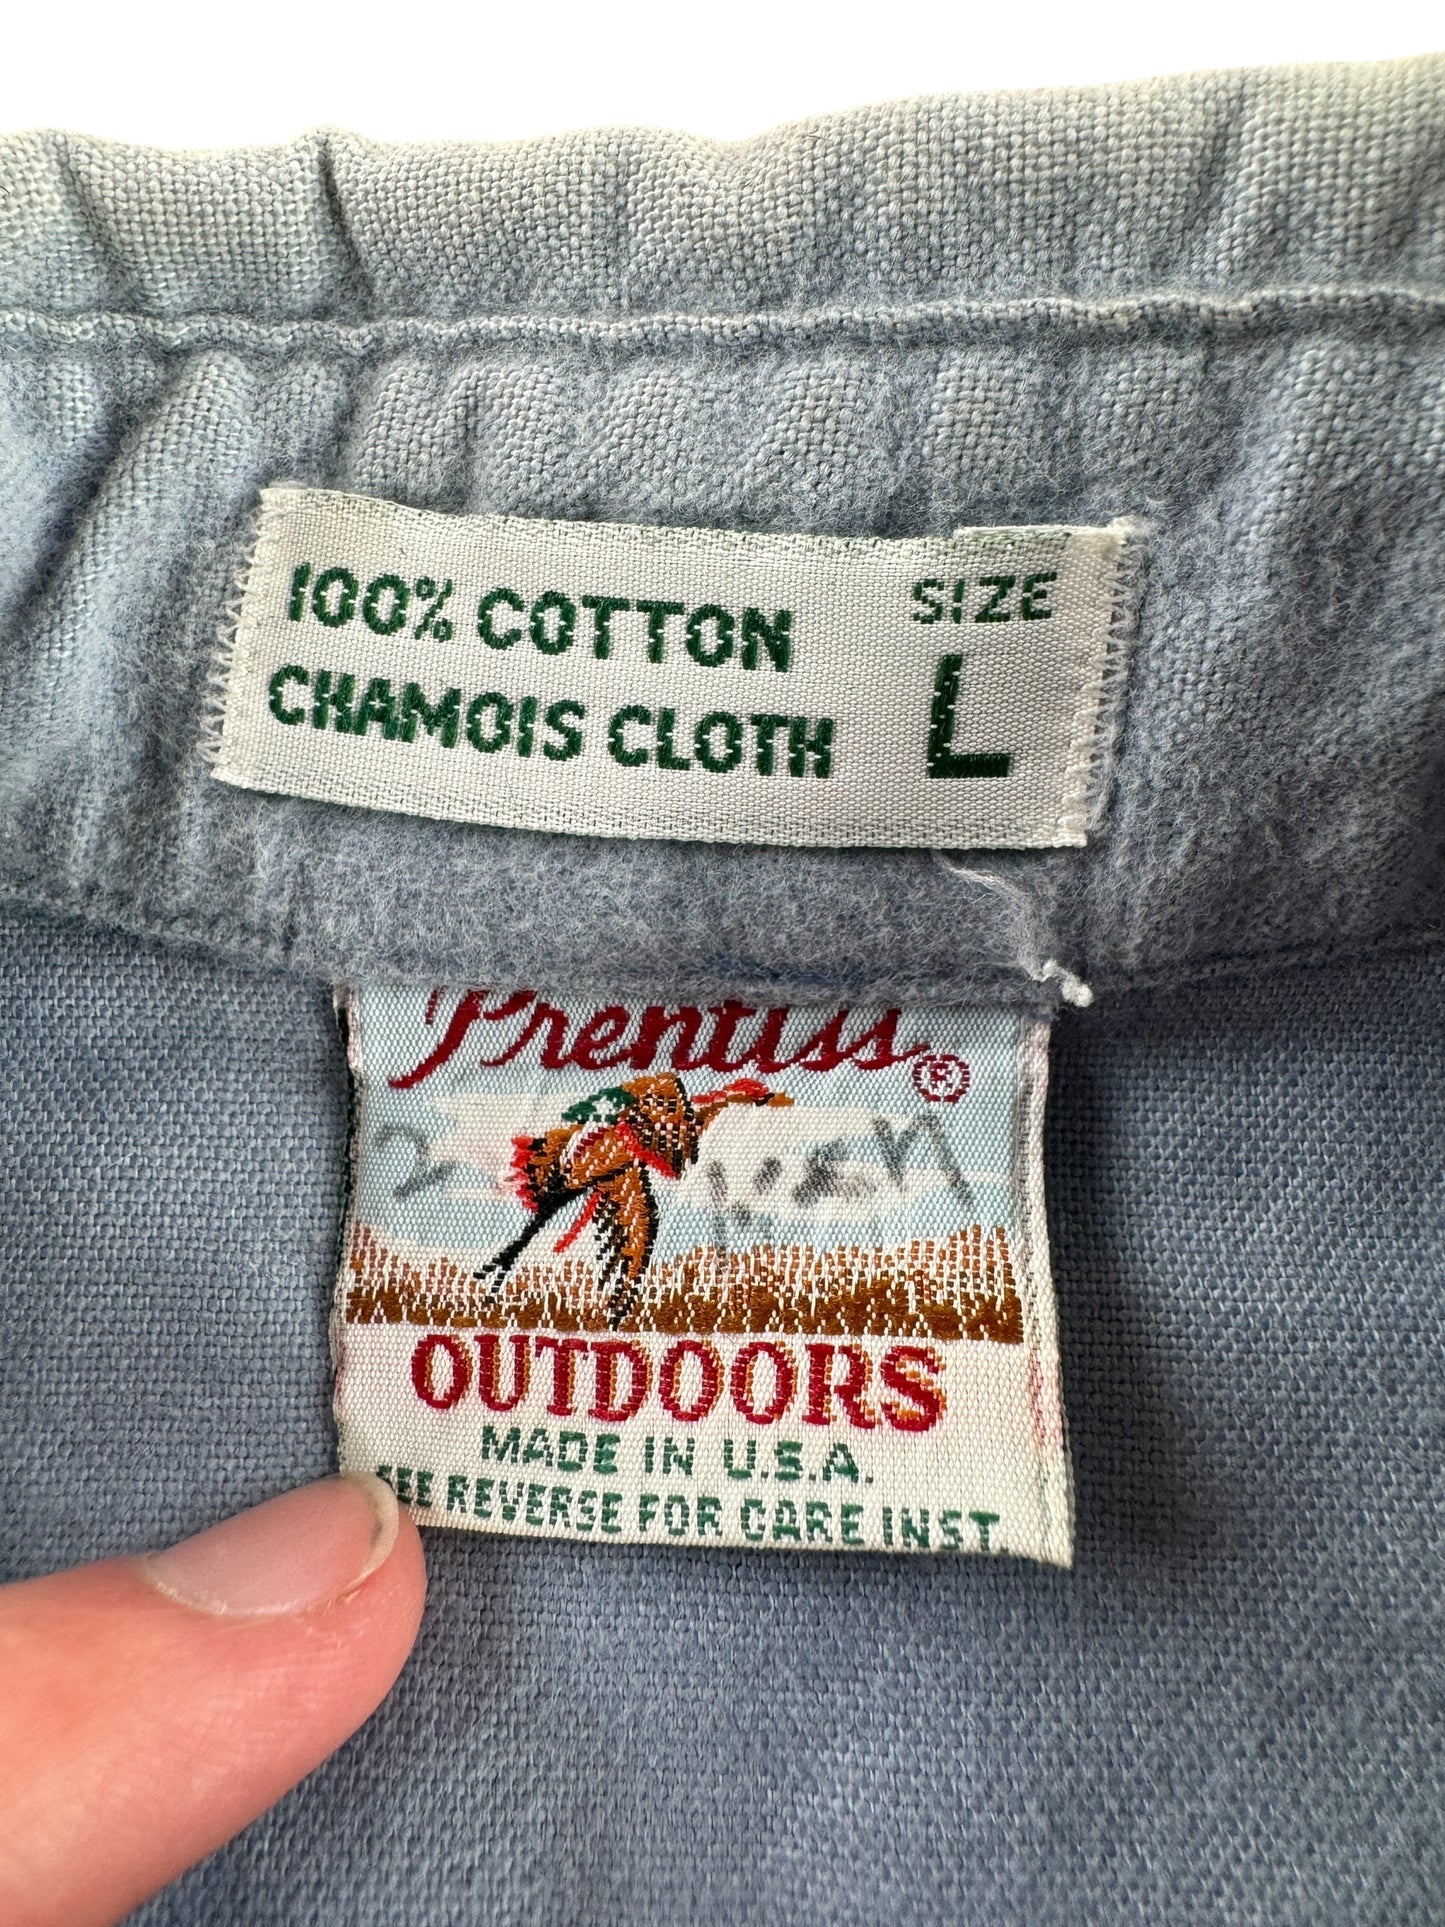 100% COTTON
CHAMOIS CLOTH
SIZE
L
Prentiss®
OUTDOORS
MADE IN U.S.A.
SEE REVERSE FOR CARE INST.